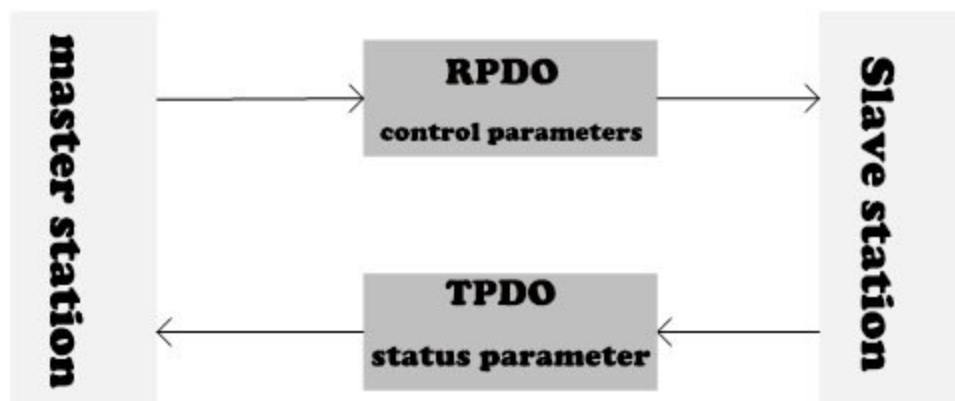 master station
RPDO
control parameters
Slave station
TPDO
status parameter